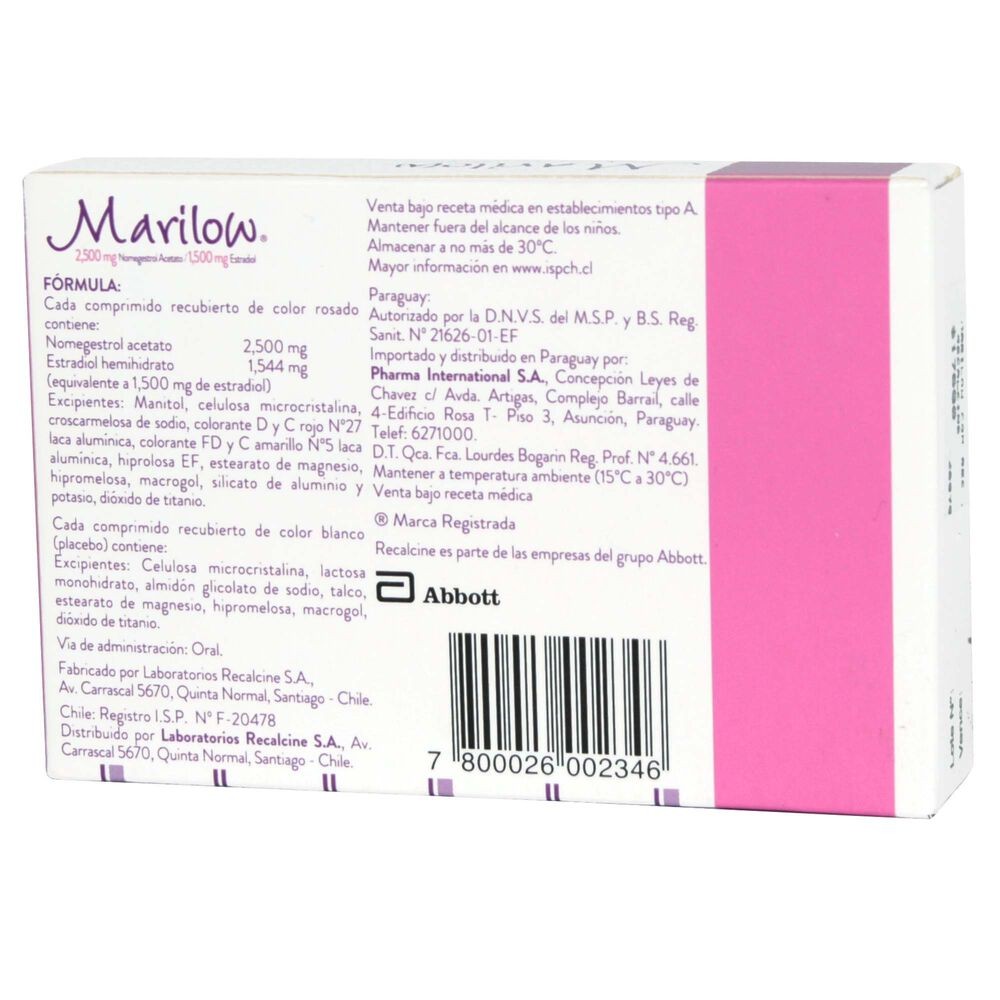 Marilow®
2,500 mg Nomegestrol Acetato / 1,500 mg Estradiol
FÓRMULA:
Cada comprimido recubierto de color rosado
contiene:
Nomegestrol acetato 2,500 mg
Estradiol hemihidrato 1,544 mg
(equivalente a 1,500 mg de estradiol)
Excipientes: Manitol, celulosa microcristalina,
croscarmelosa de sodio, colorante D y C rojo N°27
laca alumínica, colorante FD y C amarillo N°5 laca
alumínica, hiprolosa EF, estearato de magnesio,
hipromelosa, macrogol, silicato de aluminio y
potasio, dióxido de titanio.
Cada comprimido recubierto de color blanco
(placebo) contiene:
Excipientes: Celulosa microcristalina, lactosa
monohidrato, almidón glicolato de sodio, talco,
estearato de magnesio, hipromelosa, macrogol,
dióxido de titanio.
Vía de administración: Oral.
Fabricado por Laboratorios Recalcine S.A.,
Av. Carrascal 5670, Quinta Normal, Santiago - Chile.
Chile: Registro I.S.P. N° F-20478
Distribuido por Laboratorios Recalcine S.A., Av.
Carrascal 5670, Quinta Normal, Santiago - Chile.
Venta bajo receta médica en establecimientos tipo A.
Mantener fuera del alcance de los niños.
Almacenar a no más de 30°C.
Mayor información en www.ispch.cl
Paraguay:
Autorizado por la D.N.V.S. del M.S.P. y B.S. Reg.
Sanit. N° 21626-01-EF
Importado y distribuido en Paraguay por:
Pharma International S.A., Concepción Leyes de
Chavez c/ Avda. Artigas, Complejo Barrail, calle
4-Edificio Rosa T- Piso 3, Asunción, Paraguay.
Telef: 6271000.
D.T. Qca. Fca. Lourdes Bogarin Reg. Prof. N° 4.661.
Mantener a temperatura ambiente (15°C a 30°C)
Venta bajo receta médica
® Marca Registrada
Recalcine es parte de las empresas del grupo Abbott.
Abbott
7 800026 002346
Lote N°:
Vence: